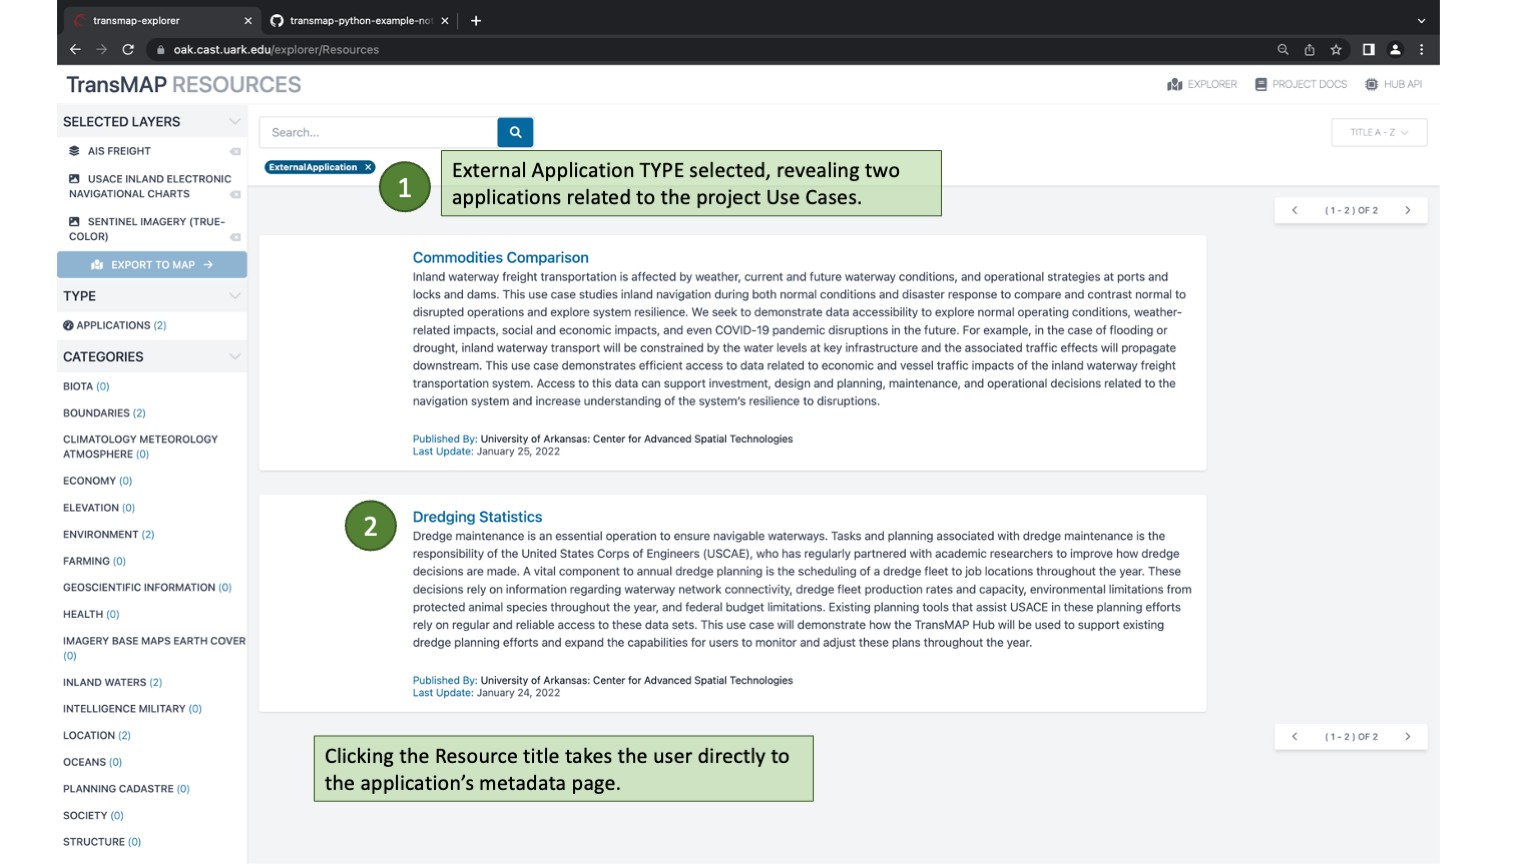 transmap-explorer
transmap-python-example-no
oak.cast.uark.edu/explorer/Resources
TransMAP RESOURCES
EXPLORER
PROJECT DOCS
HUB API
SELECTED LAYERS
AIS FREIGHT
USACE INLAND ELECTRONIC
NAVIGATIONAL CHARTS
SENTINEL IMAGERY (TRUE-
COLOR)
EXPORT TO MAP →
TYPE
APPLICATIONS (2)
CATEGORIES
BIOTA (0)
BOUNDARIES (2)
CLIMATOLOGY METEOROLOGY
ATMOSPHERE (0)
ECONOMY (0)
ELEVATION (0)
ENVIRONMENT (2)
FARMING (0)
GEOSCIENTIFIC INFORMATION (0)
HEALTH (0)
IMAGERY BASE MAPS EARTH COVER
(0)
INLAND WATERS (2)
INTELLIGENCE MILITARY (0)
LOCATION (2)
OCEANS (0)
PLANNING CADASTRE (0)
SOCIETY (0)
STRUCTURE (0)
Search...
TITLE A - Z
ExternalApplication ×
1
External Application TYPE selected, revealing two
applications related to the project Use Cases.
< ( 1 - 2 ) OF 2 >
Commodities Comparison
Inland waterway freight transportation is affected by weather, current and future waterway conditions, and operational strategies at ports and
locks and dams. This use case studies inland navigation during both normal conditions and disaster response to compare and contrast normal to
disrupted operations and explore system resilience. We seek to demonstrate data accessibility to explore normal operating conditions, weather-
related impacts, social and economic impacts, and even COVID-19 pandemic disruptions in the future. For example, in the case of flooding or
drought, inland waterway transport will be constrained by the water levels at key infrastructure and the associated traffic effects will propagate
downstream. This use case demonstrates efficient access to data related to economic and vessel traffic impacts of the inland waterway freight
transportation system. Access to this data can support investment, design and planning, maintenance, and operational decisions related to the
navigation system and increase understanding of the system's resilience to disruptions.
Published By: University of Arkansas: Center for Advanced Spatial Technologies
Last Update: January 25, 2022
2
Dredging Statistics
Dredge maintenance is an essential operation to ensure navigable waterways. Tasks and planning associated with dredge maintenance is the
responsibility of the United States Corps of Engineers (USCAE), who has regularly partnered with academic researchers to improve how dredge
decisions are made. A vital component to annual dredge planning is the scheduling of a dredge fleet to job locations throughout the year. These
decisions rely on information regarding waterway network connectivity, dredge fleet production rates and capacity, environmental limitations from
protected animal species throughout the year, and federal budget limitations. Existing planning tools that assist USACE in these planning efforts
rely on regular and reliable access to these data sets. This use case will demonstrate how the TransMAP Hub will be used to support existing
dredge planning efforts and expand the capabilities for users to monitor and adjust these plans throughout the year.
Published By: University of Arkansas: Center for Advanced Spatial Technologies
Last Update: January 24, 2022
< ( 1 - 2 ) OF 2 >
Clicking the Resource title takes the user directly to
the application's metadata page.